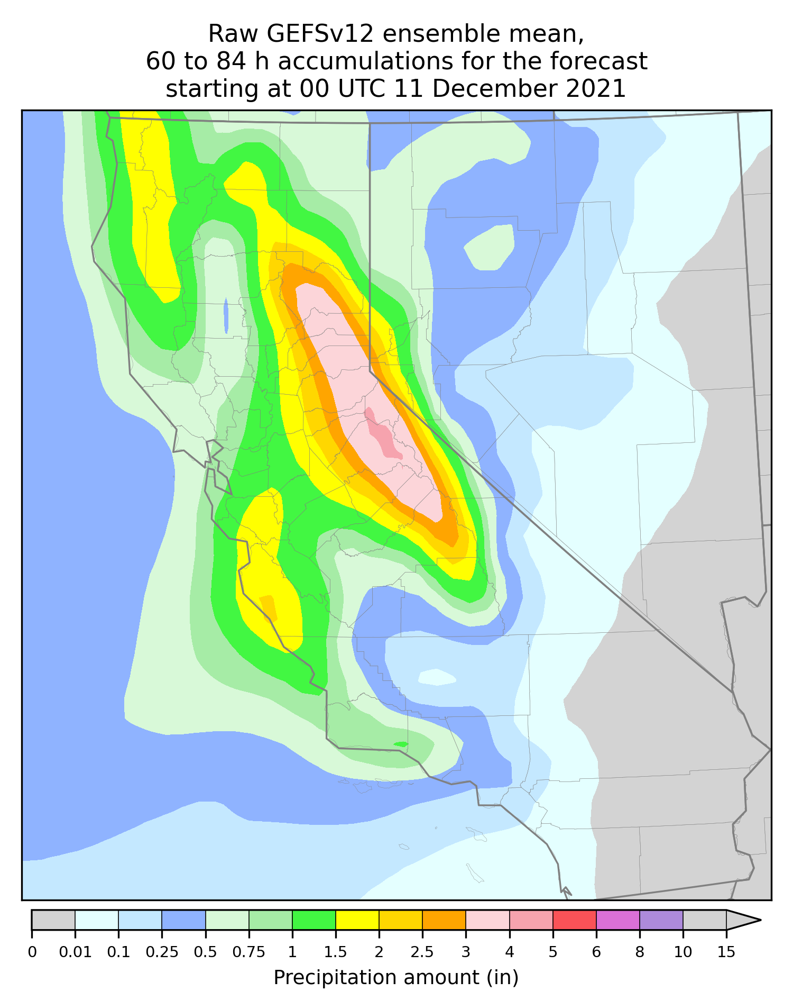 Raw GEFSv12 ensemble mean,
60 to 84 h accumulations for the forecast
starting at 00 UTC 11 December 2021
0 0.01 0.1 0.25 0.5 0.75 1 1.5 2 2.5 3 4 5 6 8 10 15
Precipitation amount (in)